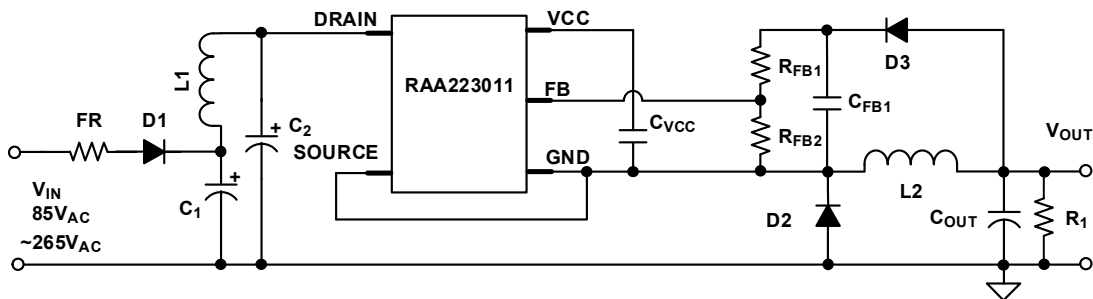 DRAIN
VCC
L1
RAA223011
FB
RFB1
D3
CFB1
FR
D1
C2
CVCC
RFB2
VOUT
SOURCE
GND
VIN
85VAC
~265VAC
C1
D2
L2
COUT
R1
+
+